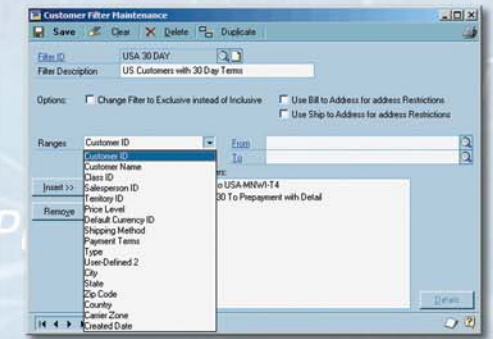 Customer Filter Maintenance
Save Clear Delete Duplicate
Filter ID USA 30 DAY
Filter Description US Customers with 30 Day Terms
Options: Change Filter to Exclusive instead of Inclusive Use Bill to Address for address Restrictions
Use Ship to Address for address Restrictions
Ranges Customer ID From
To
Customer ID
Customer Name
Class ID
Insert >> Salesperson ID o USA-MNWI-T4
Territory ID 30 To Prepayment with Detail
Remove Price Level
Default Currency ID
Shipping Method
Payment Terms
Type
User-Defined 2
City
State
Zip Code Details
Country
Carrier Zone
Created Date